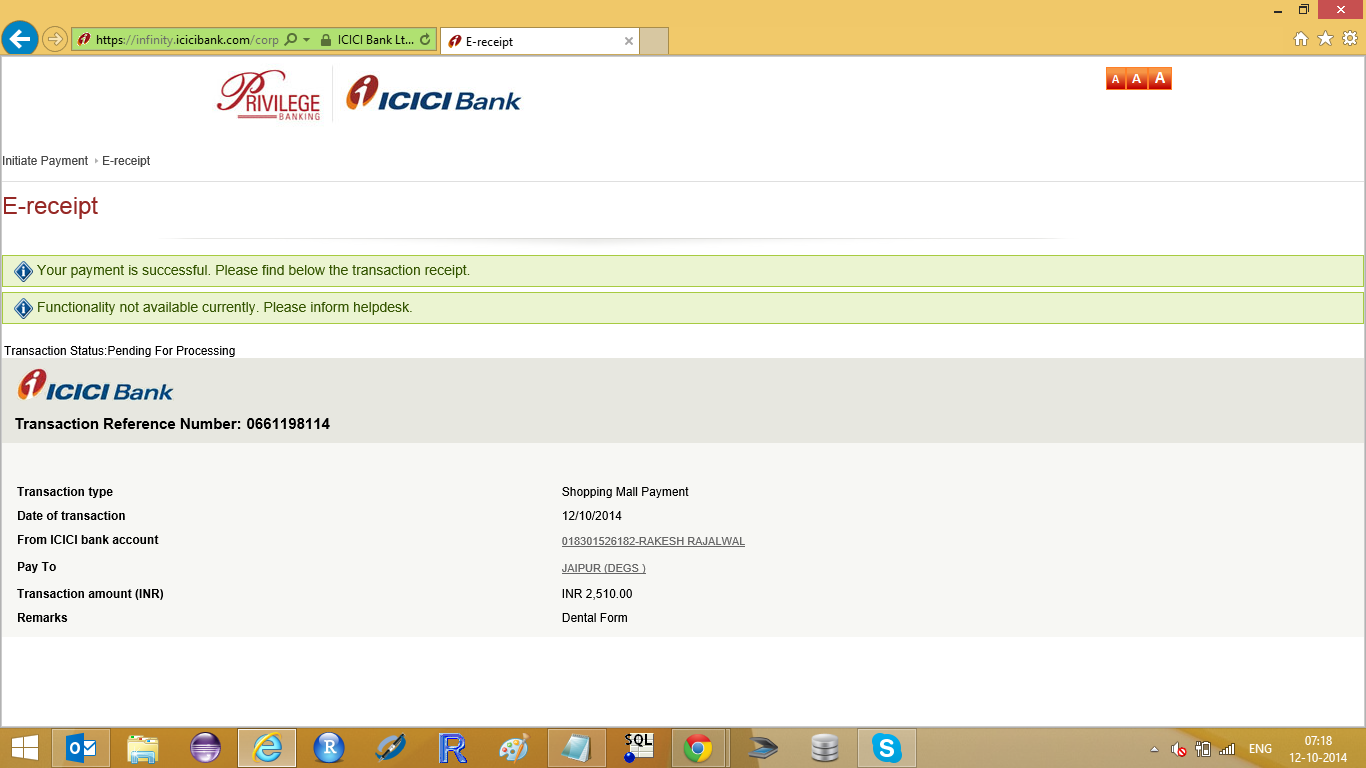 https://infinity.icicibank.com/corp
ICICI Bank Lt...
E-receipt
PRIVILEGE
BANKING
ICICI Bank
A A A
Initiate Payment
E-receipt
E-receipt
Your payment is successful. Please find below the transaction receipt.
Functionality not available currently. Please inform helpdesk.
Transaction Status:Pending For Processing
ICICI Bank
Transaction Reference Number: 0661198114
Transaction type Shopping Mall Payment
Date of transaction 12/10/2014
From ICICI bank account 018301526182-RAKESH RAJALWAL
Pay To JAIPUR (DEGS )
Transaction amount (INR) INR 2,510.00
Remarks Dental Form
SQL
ENG
07:18
12-10-2014